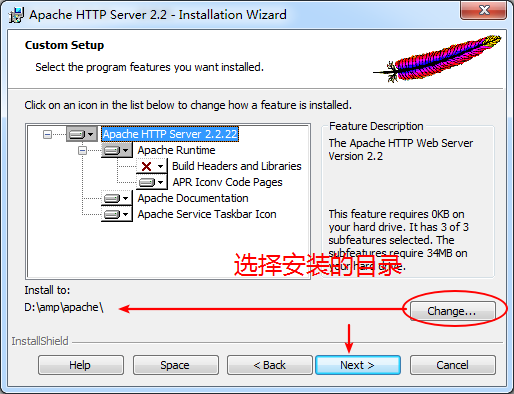 Apache HTTP Server 2.2 - Installation Wizard
Custom Setup
Select the program features you want installed.
Click on an icon in the list below to change how a feature is installed.
Apache HTTP Server 2.2.22
Apache Runtime
Build Headers and Libraries
APR Iconv Code Pages
Apache Documentation
Apache Service Taskbar Icon
Feature Description
The Apache HTTP Web Server
Version 2.2
This feature requires 0KB on
your hard drive. It has 3 of 3
subfeatures selected. The
subfeatures require 34MB on
your hard drive.
选择安装的目录
Install to:
D:\amp\apache\
Change...
InstallShield
Help
Space
< Back
Next >
Cancel